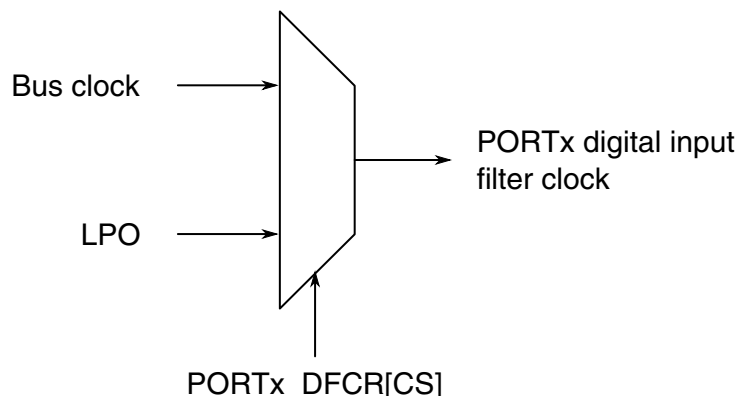 Bus clock
PORTx digital input
filter clock
LPO
PORTx_DFCR[CS]